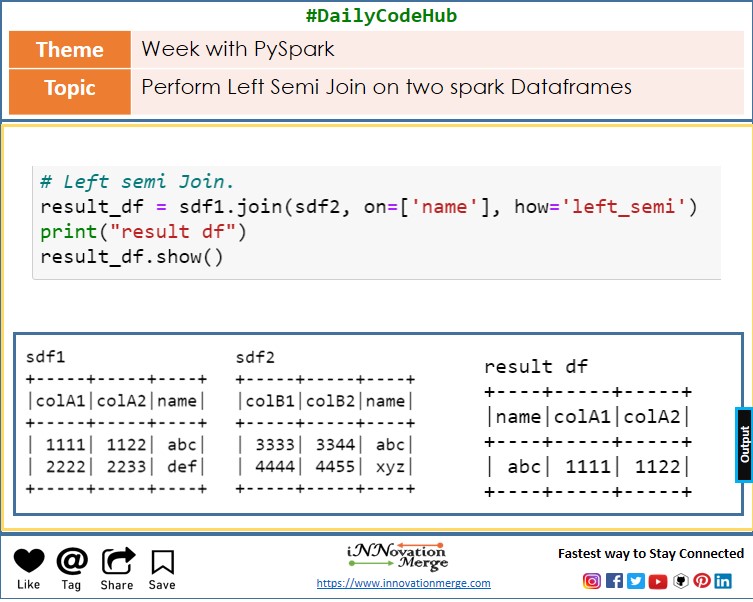 #DailyCodeHub
Theme
Week with PySpark
Topic
Perform Left Semi Join on two spark Dataframes
# Left semi Join.
result_df = sdf1.join(sdf2, on=['name'], how='left_semi')
print("result df")
result_df.show()
sdf1
+-----+-----+----+
|colA1|colA2|name|
+-----+-----+----+
| 1111| 1122| abc|
| 2222| 2233| def|
+-----+-----+----+
sdf2
+-----+-----+----+
|colB1|colB2|name|
+-----+-----+----+
| 3333| 3344| abc|
| 4444| 4455| xyz|
+-----+-----+----+
result df
+----+-----+-----+
|name|colA1|colA2|
+----+-----+-----+
| abc| 1111| 1122|
+----+-----+-----+
Output
Like
Tag
Share
Save
iNNovation
Merge
https://www.innovationmerge.com
Fastest way to Stay Connected